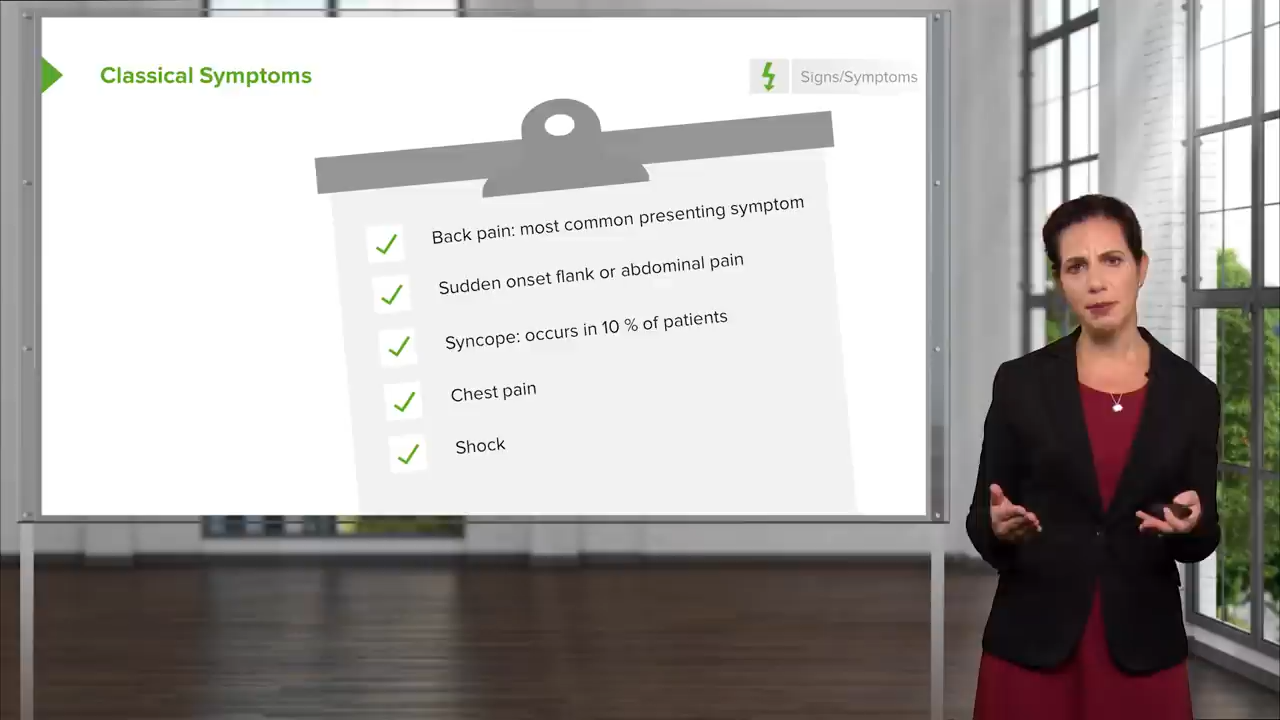 Classical Symptoms
Signs/Symptoms
Back pain: most common presenting symptom
Sudden onset flank or abdominal pain
Syncope: occurs in 10 % of patients
Chest pain
Shock